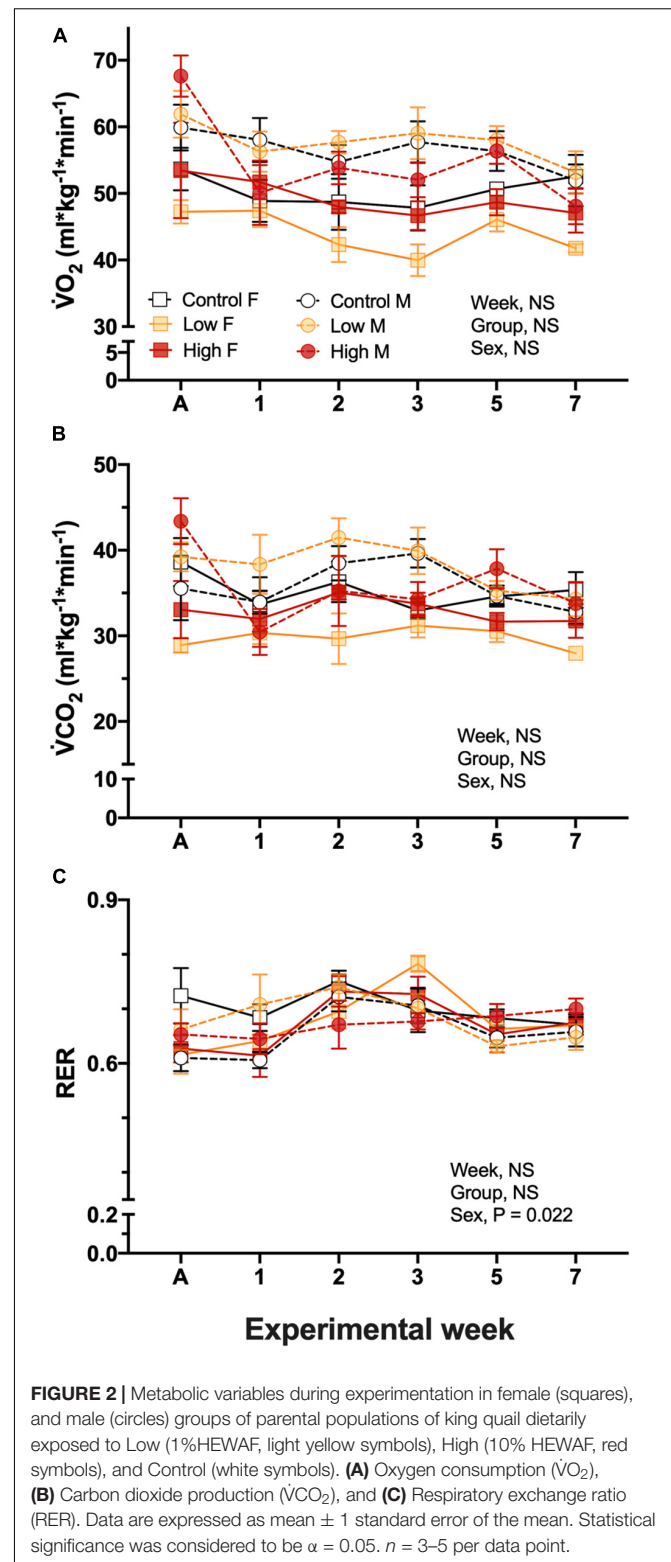 A
V̇O2 (ml*kg-1*min-1)
70
60
50
40
30
5
0
Control F
Low F
High F
Control M
Low M
High M
Week, NS
Group, NS
Sex, NS
A 1 2 3 5 7
B
V̇CO2 (ml*kg-1*min-1)
50
40
30
20
10
0
Week, NS
Group, NS
Sex, NS
A 1 2 3 5 7
C
RER
0.9
0.6
0.2
0.0
Week, NS
Group, NS
Sex, P = 0.022
A 1 2 3 5 7
Experimental week
FIGURE 2 | Metabolic variables during experimentation in female (squares),
and male (circles) groups of parental populations of king quail dietarily
exposed to Low (1%HEWAF, light yellow symbols), High (10% HEWAF, red
symbols), and Control (white symbols). (A) Oxygen consumption (V̇O2),
(B) Carbon dioxide production (V̇CO2), and (C) Respiratory exchange ratio
(RER). Data are expressed as mean ± 1 standard error of the mean. Statistical
significance was considered to be α = 0.05. n = 3–5 per data point.